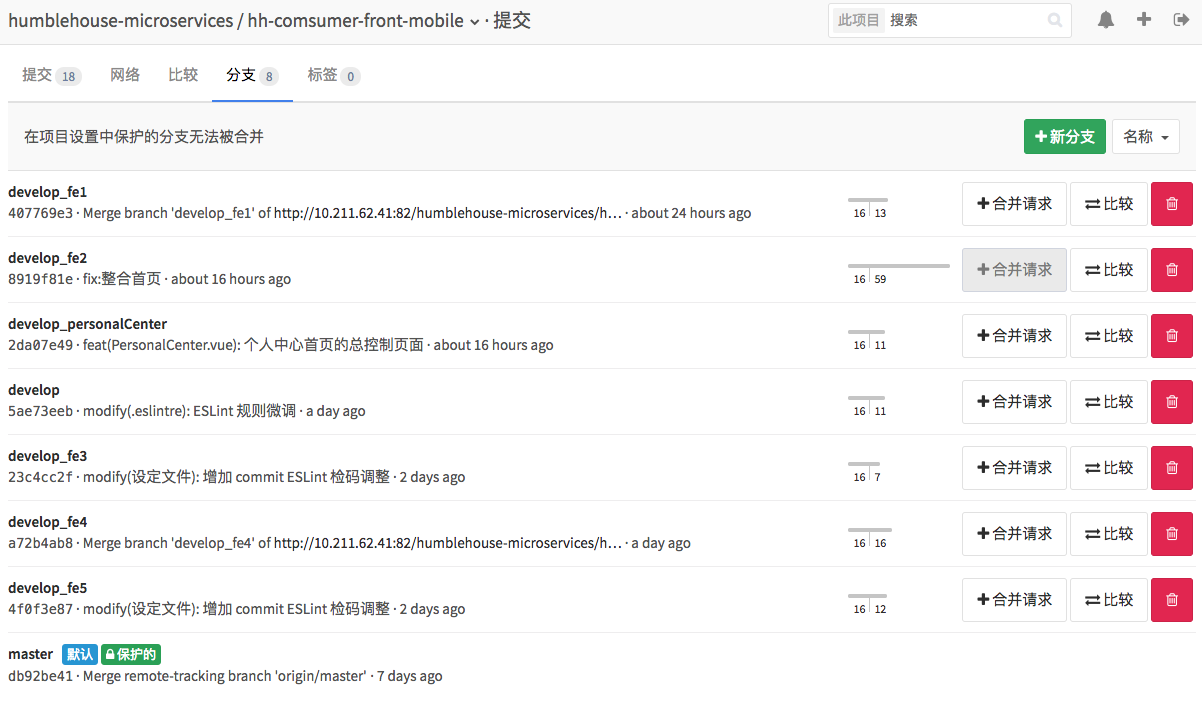 humblehouse-microservices / hh-comsumer-front-mobile · 提交
此项目 搜索
提交 18 网络 比较 分支 8 标签 0
在项目设置中保护的分支无法被合并
新分支 名称
develop_fe1
407769e3 · Merge branch 'develop_fe1' of http://10.211.62.41:82/humblehouse-microservices/h… · about 24 hours ago
16 13
合并请求 比较
develop_fe2
8919f81e · fix:整合首页 · about 16 hours ago
16 59
合并请求 比较
develop_personalCenter
2da07e49 · feat(PersonalCenter.vue): 个人中心首页的总控制页面 · about 16 hours ago
16 11
合并请求 比较
develop
5ae73eeb · modify(.eslintre): ESLint 规则微调 · a day ago
16 11
合并请求 比较
develop_fe3
23c4cc2f · modify(设定文件): 增加 commit ESLint 检码调整 · 2 days ago
16 7
合并请求 比较
develop_fe4
a72b4ab8 · Merge branch 'develop_fe4' of http://10.211.62.41:82/humblehouse-microservices/h… · a day ago
16 16
合并请求 比较
develop_fe5
4f0f3e87 · modify(设定文件): 增加 commit ESLint 检码调整 · 2 days ago
16 12
合并请求 比较
master 默认 保护的
db92be41 · Merge remote-tracking branch 'origin/master' · 7 days ago